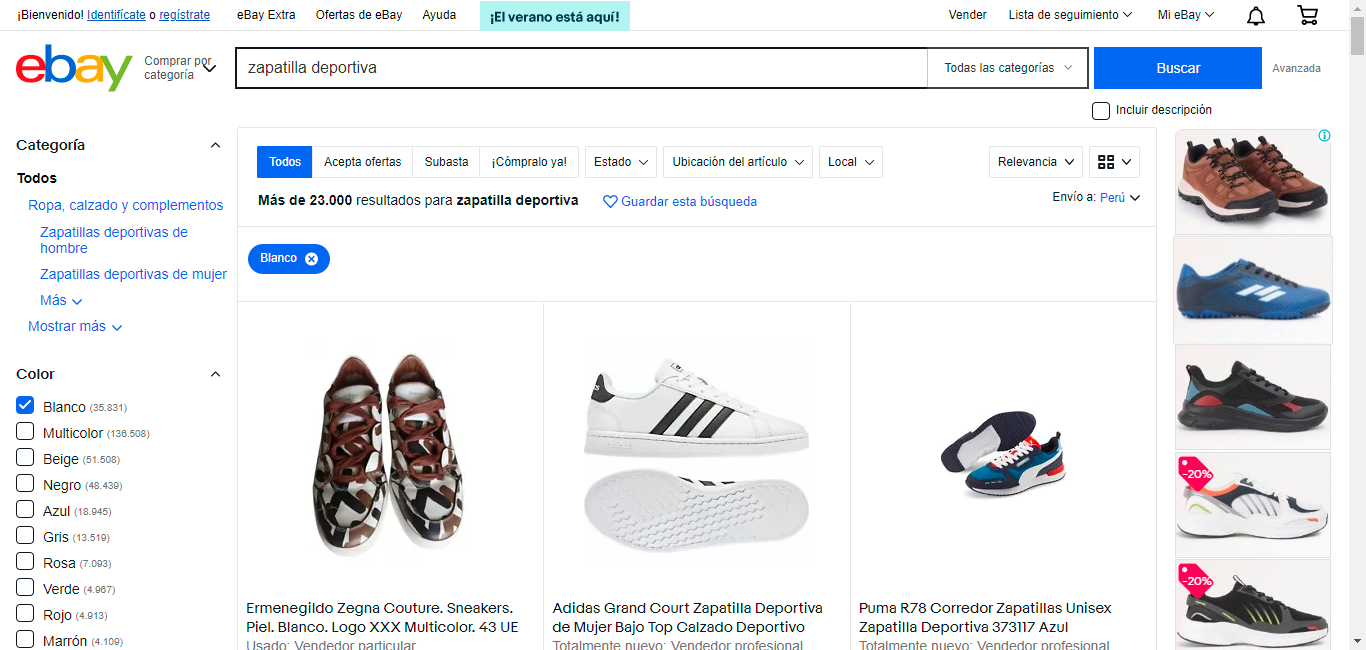 ¡Bienvenido! Identifícate o regístrate
eBay Extra
Ofertas de eBay
Ayuda
¡El verano está aquí!
Vender
Lista de seguimiento
Mi eBay
ebay
Comprar por
categoría
zapatilla deportiva
Todas las categorías
Buscar
Avanzada
Incluir descripción
Categoría
Todos
Ropa, calzado y complementos
Zapatillas deportivas de
hombre
Zapatillas deportivas de mujer
Más
Mostrar más
Color
Blanco (35.831)
Multicolor (136.508)
Beige (51.508)
Negro (48.439)
Azul (18.945)
Gris (13.519)
Rosa (7.093)
Verde (4.967)
Rojo (4.913)
Marrón (4.109)
Todos
Acepta ofertas
Subasta
¡Cómpralo ya!
Estado
Ubicación del artículo
Local
Relevancia
Más de 23.000 resultados para zapatilla deportiva
Guardar esta búsqueda
Envío a: Perú
Blanco
Ermenegildo Zegna Couture. Sneakers.
Piel. Blanco. Logo XXX Multicolor. 43 UE
Usado: Vendedor particular
Adidas Grand Court Zapatilla Deportiva
de Mujer Bajo Top Calzado Deportivo
Totalmente nuevo: Vendedor profesional
Puma R78 Corredor Zapatillas Unisex
Zapatilla Deportiva 373117 Azul
Totalmente nuevo: Vendedor profesional
-20%
-20%